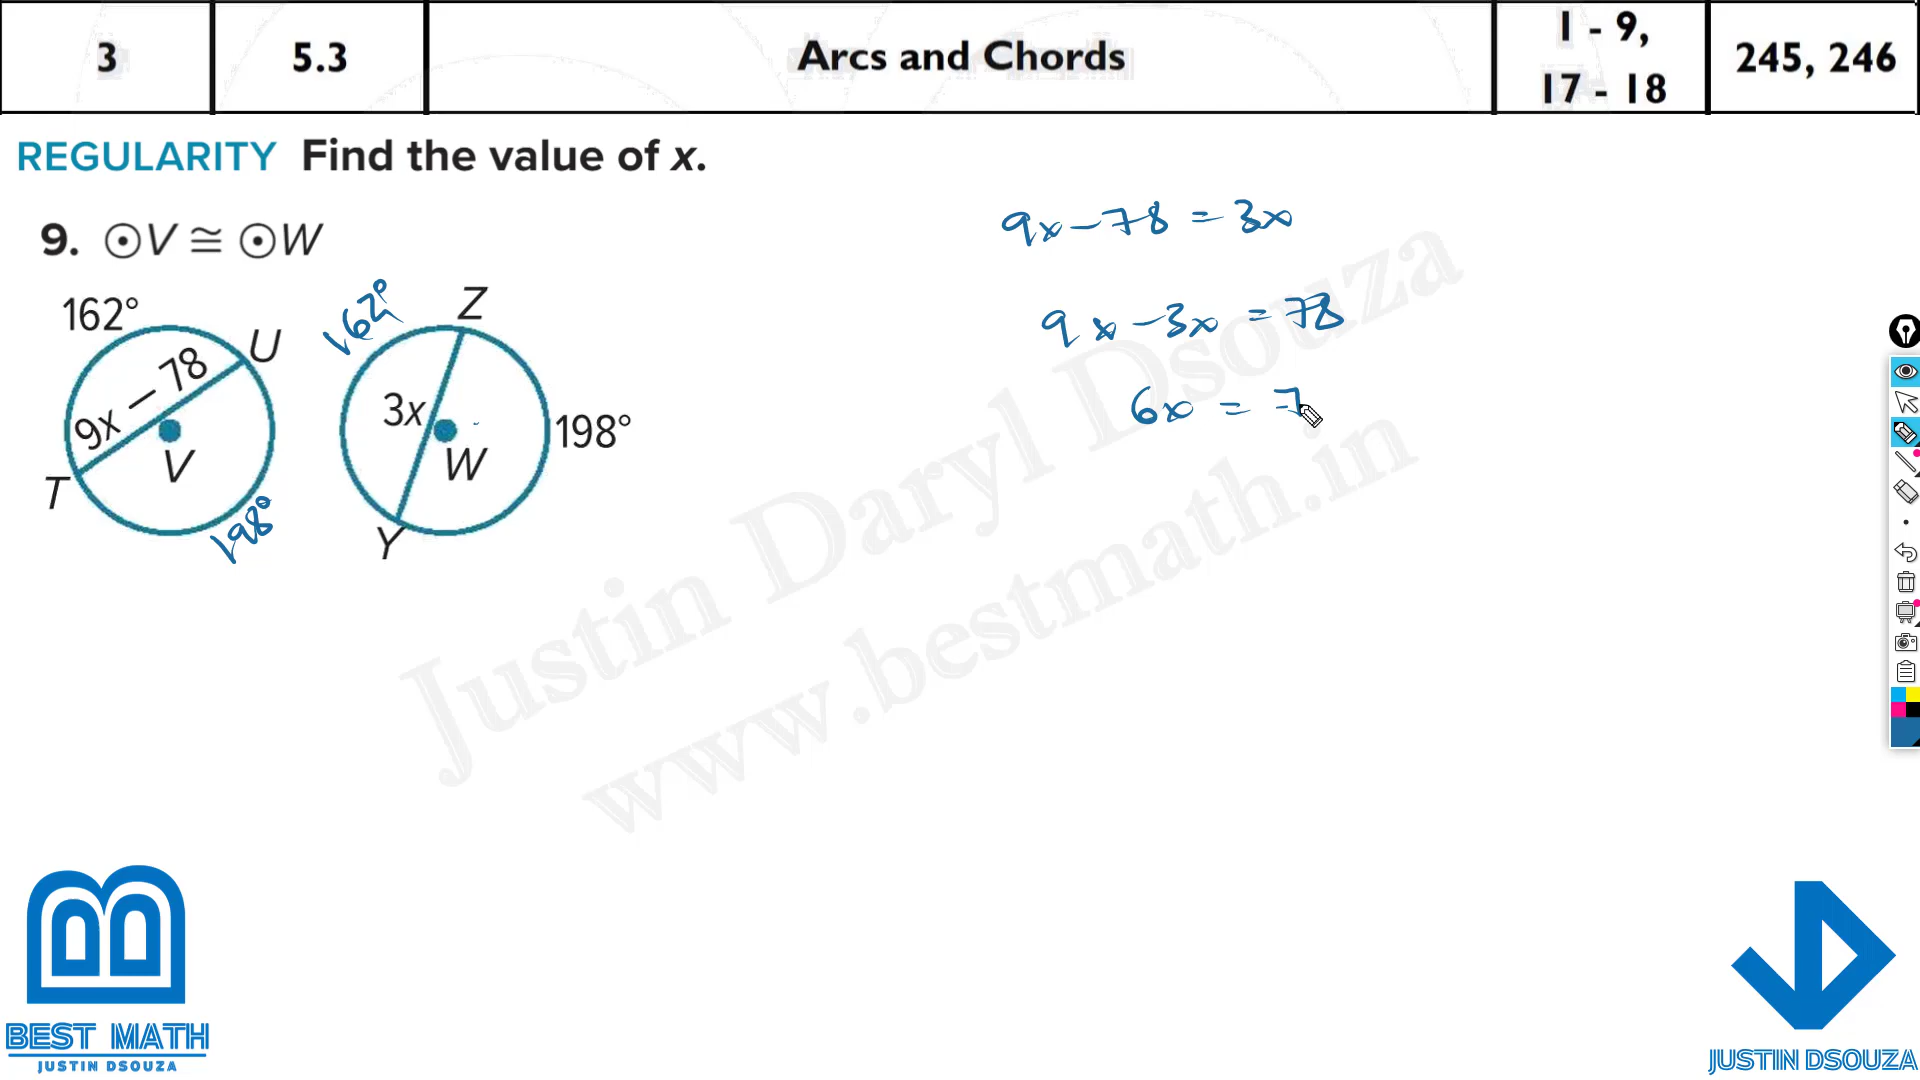 3
5.3
Arcs and Chords
1 - 9,
17 - 18
245, 246
REGULARITY Find the value of x.
9. ⊙V ≅ ⊙W
162°
U
9x − 78
V
T
198°
162°
Z
3x
W
198°
Y
9x − 78 = 3x
9x − 3x = 78
6x = 7
Justin Daryl Dsouza
www.bestmath.in
BEST MATH
JUSTIN DSOUZA
JUSTIN DSOUZA